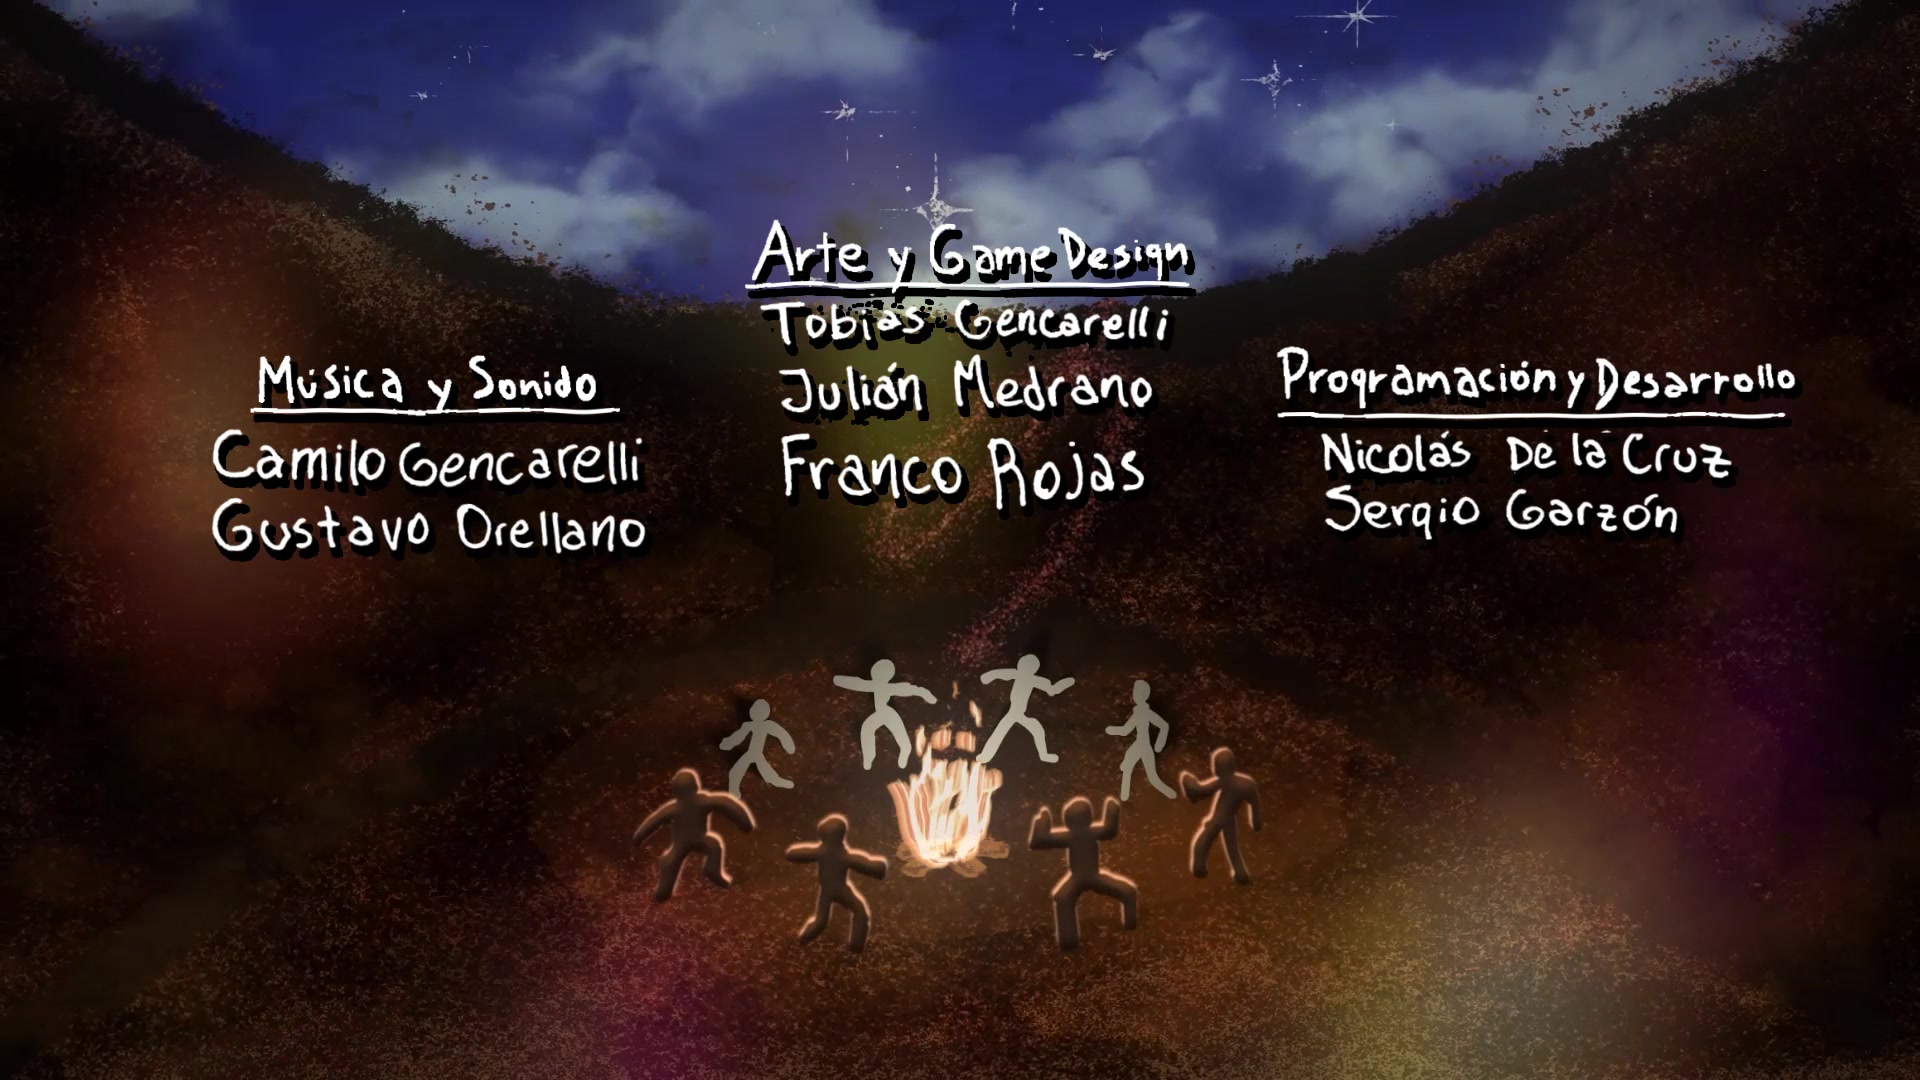 Música y Sonido
Camilo Gencarelli
Gustavo Orellano
Arte y Game Design
Tobias Gencarelli
Julián Medrano
Franco Rojas
Programación y Desarrollo
Nicolás De la Cruz
Sergio Garzón